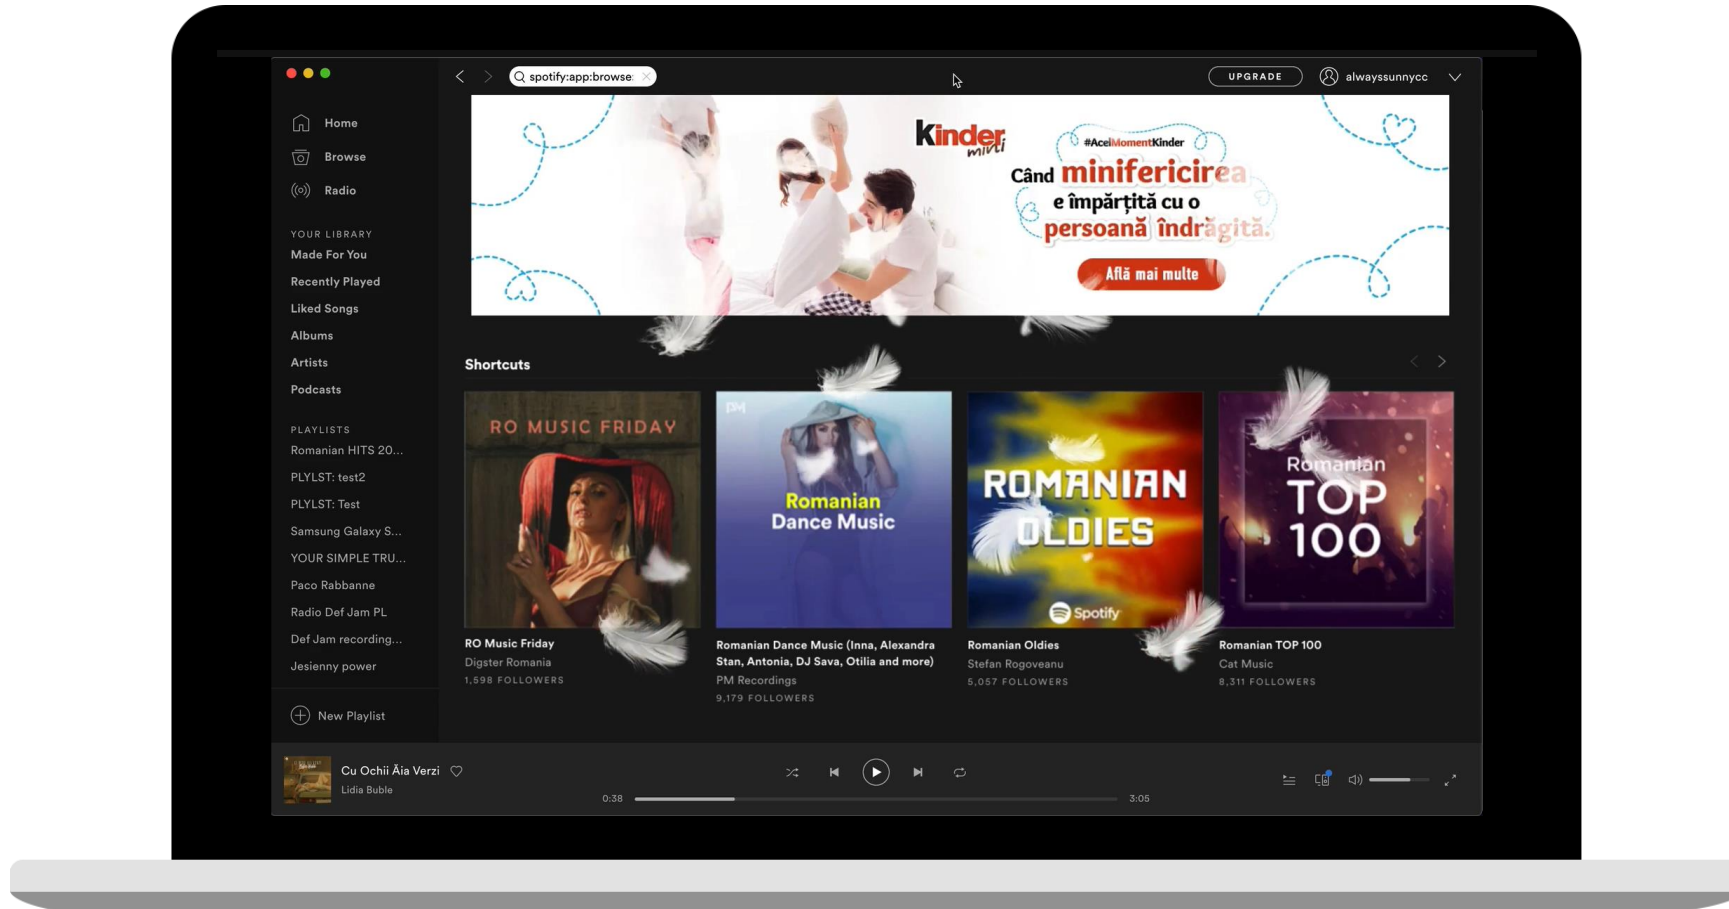 spotify:app:browse:
UPGRADE
alwayssunnycc
Home
Browse
Radio
YOUR LIBRARY
Made For You
Recently Played
Liked Songs
Albums
Artists
Podcasts
PLAYLISTS
Romanian HITS 20...
PLYLST: test2
PLYLST: Test
Samsung Galaxy S...
YOUR SIMPLE TRU...
Paco Rabbanne
Radio Def Jam PL
Def Jam recording...
Jesienny power
New Playlist
Kinder
mini
#AcelMomentKinder
Când minifericirea
e împărțită cu o
persoană îndrăgită.
Află mai multe
Shortcuts
RO MUSIC FRIDAY
RO Music Friday
Digster Romania
1,598 FOLLOWERS
PM
Romanian
Dance Music
Romanian Dance Music (Inna, Alexandra
Stan, Antonia, DJ Sava, Otilia and more)
PM Recordings
9,179 FOLLOWERS
ROMANIAN
OLDIES
Spotify
Romanian Oldies
Stefan Rogoveanu
5,057 FOLLOWERS
Romanian
TOP
100
Romanian TOP 100
Cat Music
8,311 FOLLOWERS
Cu Ochii Ăia Verzi
Lidia Buble
0:38
3:05